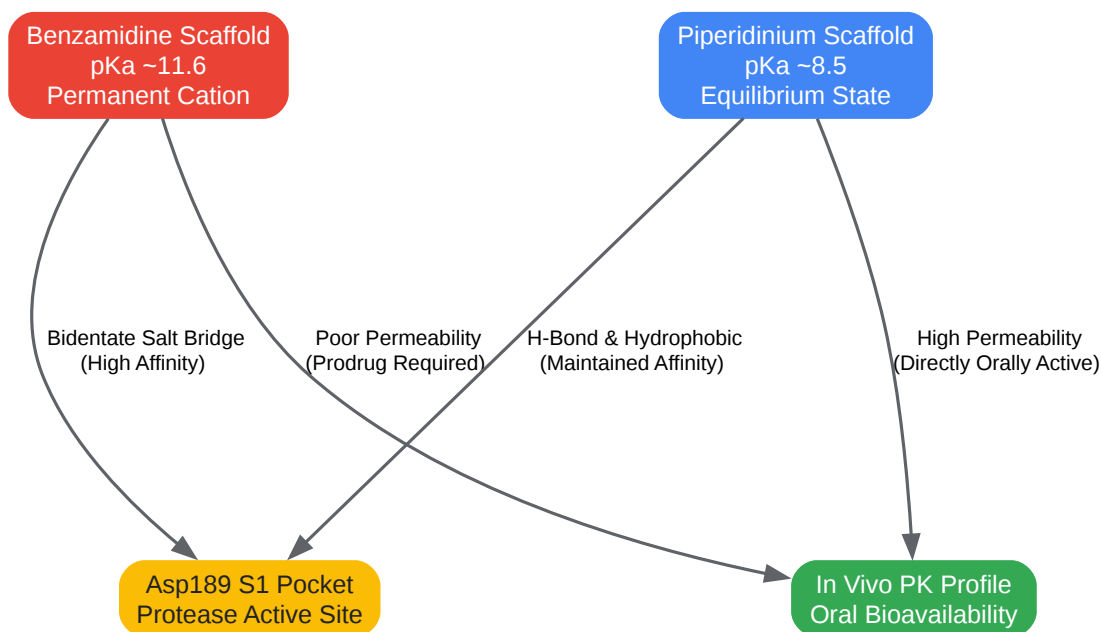 Benzamidine Scaffold
pKa ~11.6
Permanent Cation
Piperidinium Scaffold
pKa ~8.5
Equilibrium State
Bidentate Salt Bridge
(High Affinity)
Poor Permeability
(Prodrug Required)
H-Bond & Hydrophobic
(Maintained Affinity)
High Permeability
(Directly Orally Active)
Asp189 S1 Pocket
Protease Active Site
In Vivo PK Profile
Oral Bioavailability